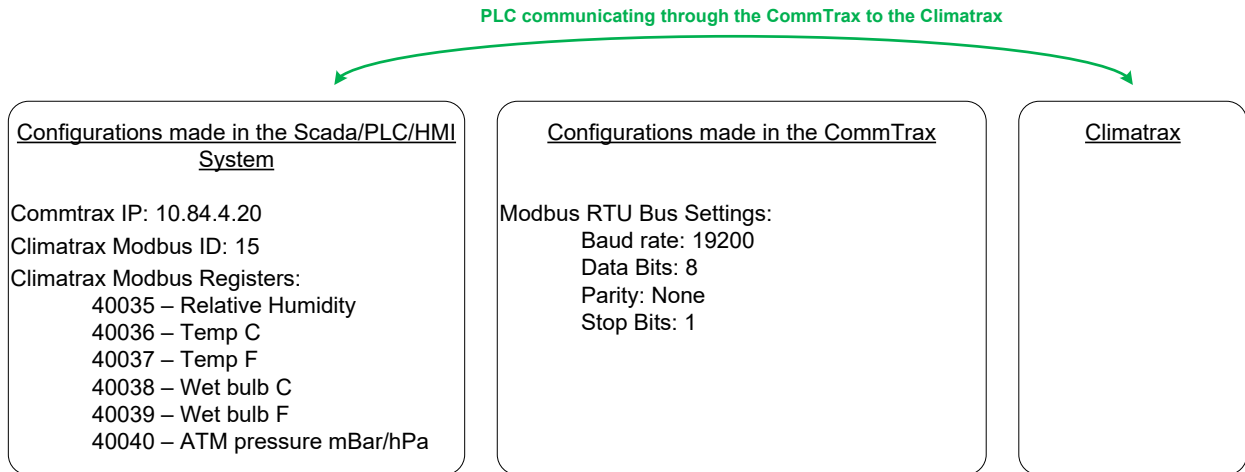 PLC communicating through the CommTrax to the Climatrax
Configurations made in the Scada/PLC/HMI
System
Commtrax IP: 10.84.4.20
Climatrax Modbus ID: 15
Climatrax Modbus Registers:
40035 – Relative Humidity
40036 – Temp C
40037 – Temp F
40038 – Wet bulb C
40039 – Wet bulb F
40040 – ATM pressure mBar/hPa
Configurations made in the CommTrax
Modbus RTU Bus Settings:
Baud rate: 19200
Data Bits: 8
Parity: None
Stop Bits: 1
Climatrax